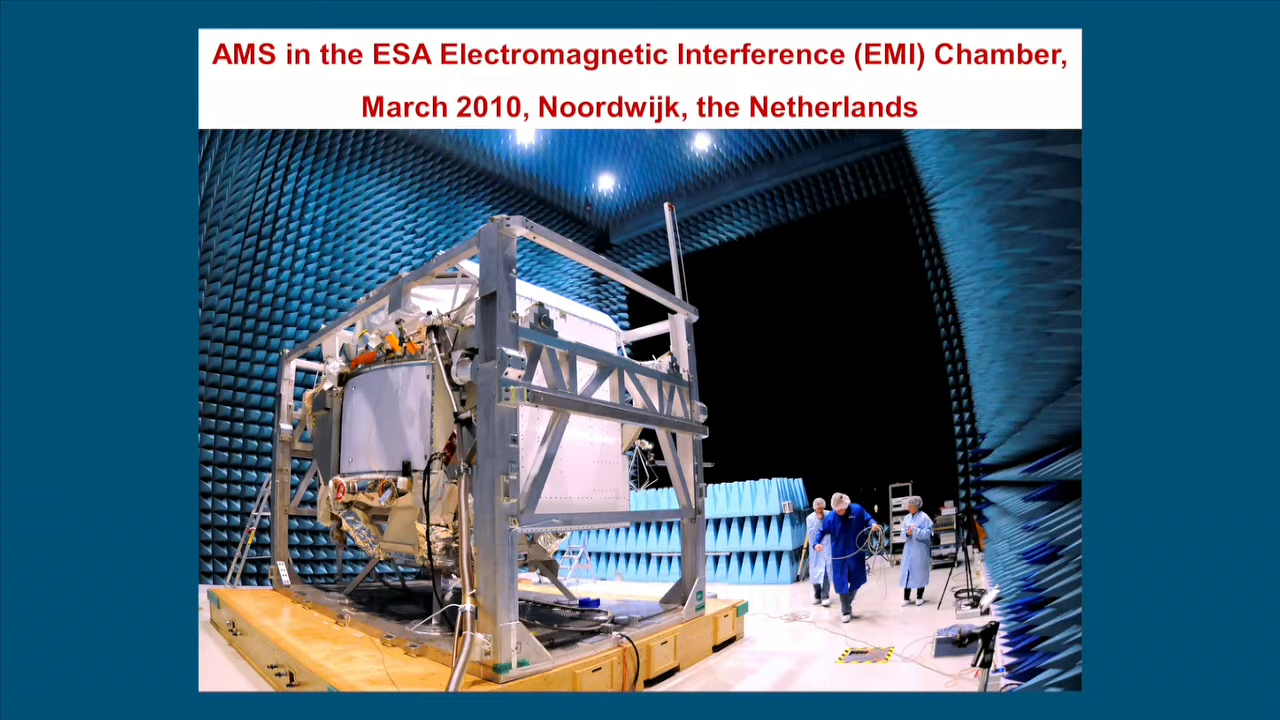 AMS in the ESA Electromagnetic Interference (EMI) Chamber,
March 2010, Noordwijk, the Netherlands